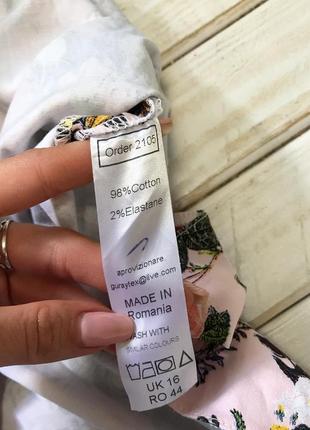 Order 2105
98%Cotton
2%Elastane
aprovizionare
guraytex@live.com
MADE IN
Romania
WASH WITH
SIMILAR COLOURS
UK 16
RO 44